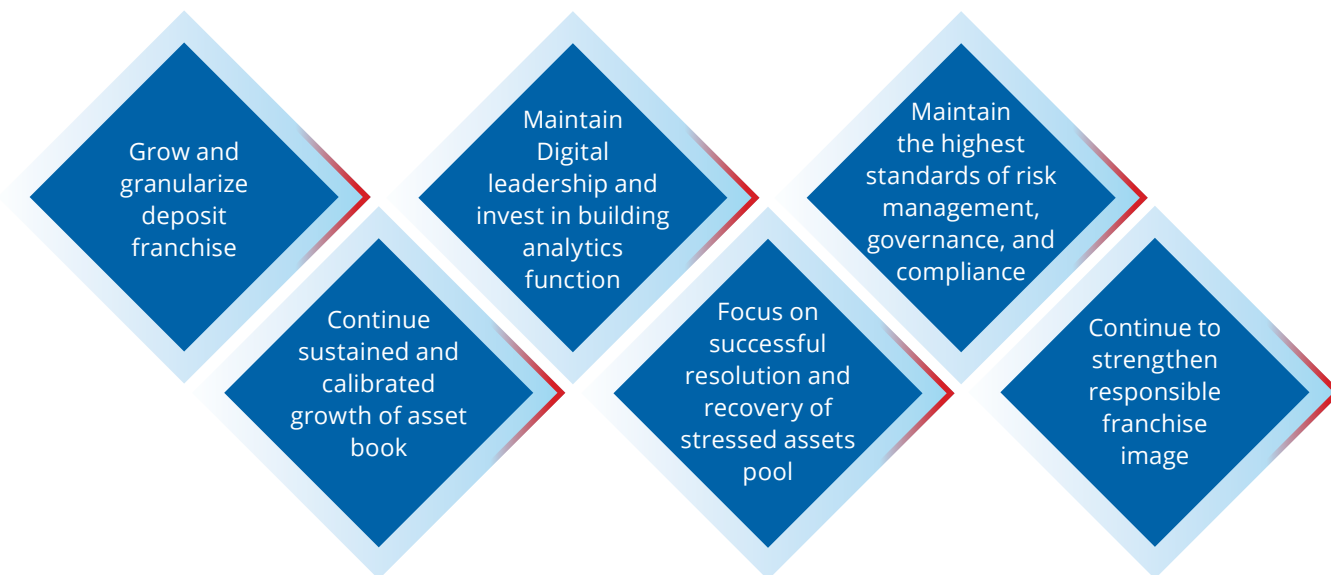 Grow and
granularize
deposit
franchise
Continue
sustained and
calibrated
growth of asset
book
Maintain
Digital
leadership and
invest in building
analytics
function
Focus on
successful
resolution and
recovery of
stressed assets
pool
Maintain
the highest
standards of risk
management,
governance, and
compliance
Continue to
strengthen
responsible
franchise
image